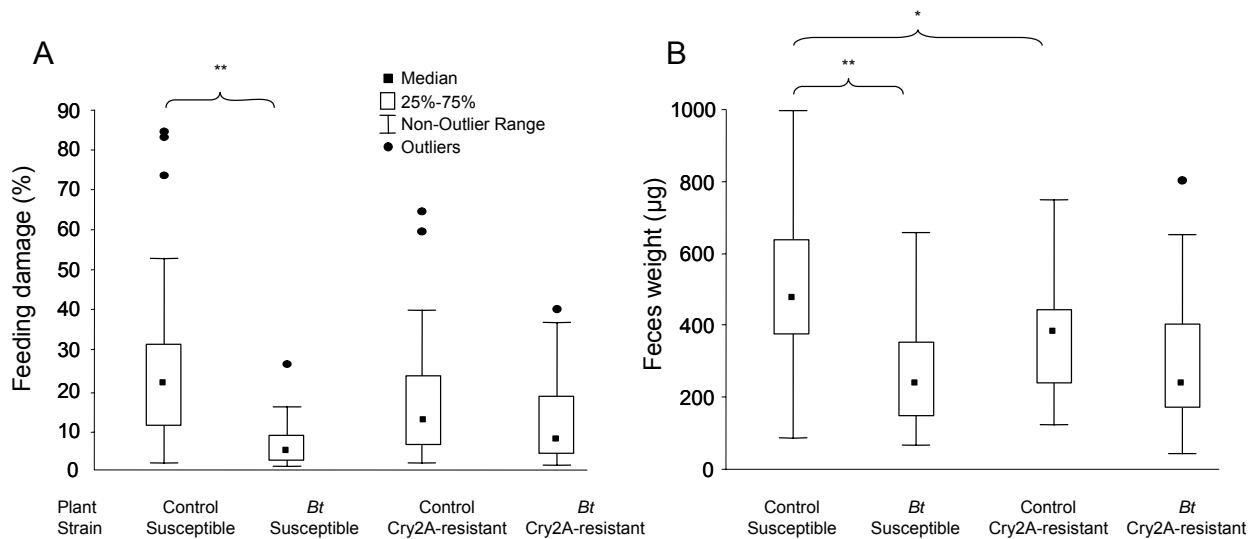 A
**
Median
25%-75%
Non-Outlier Range
Outliers
Feeding damage (%)
90
80
70
60
50
40
30
20
10
0
Plant Control Bt Control Bt
Strain Susceptible Susceptible Cry2A-resistant Cry2A-resistant
B
*
**
Feces weight (µg)
1000
800
600
400
200
0
Control Bt Control Bt
Susceptible Susceptible Cry2A-resistant Cry2A-resistant